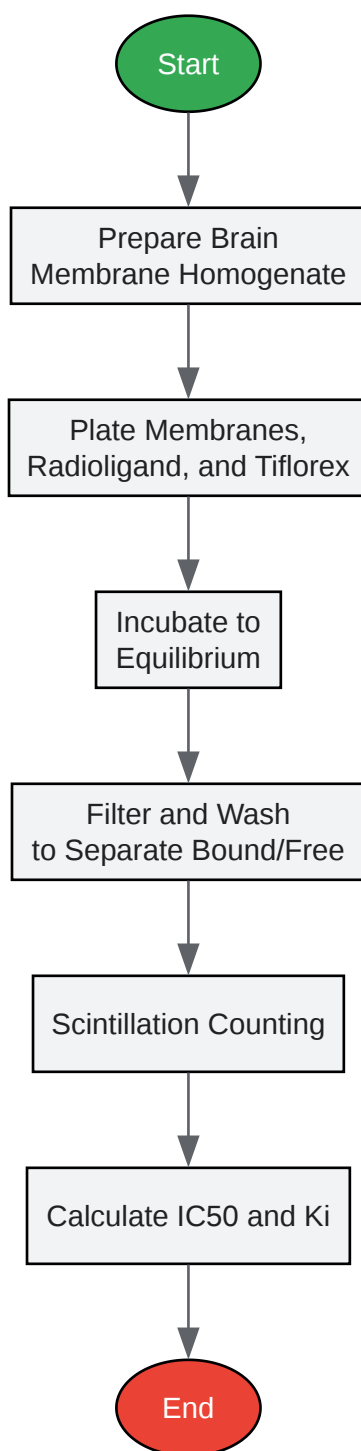 Start
Prepare Brain
Membrane Homogenate
Plate Membranes,
Radioligand, and Tiflorex
Incubate to
Equilibrium
Filter and Wash
to Separate Bound/Free
Scintillation Counting
Calculate IC50 and Ki
End